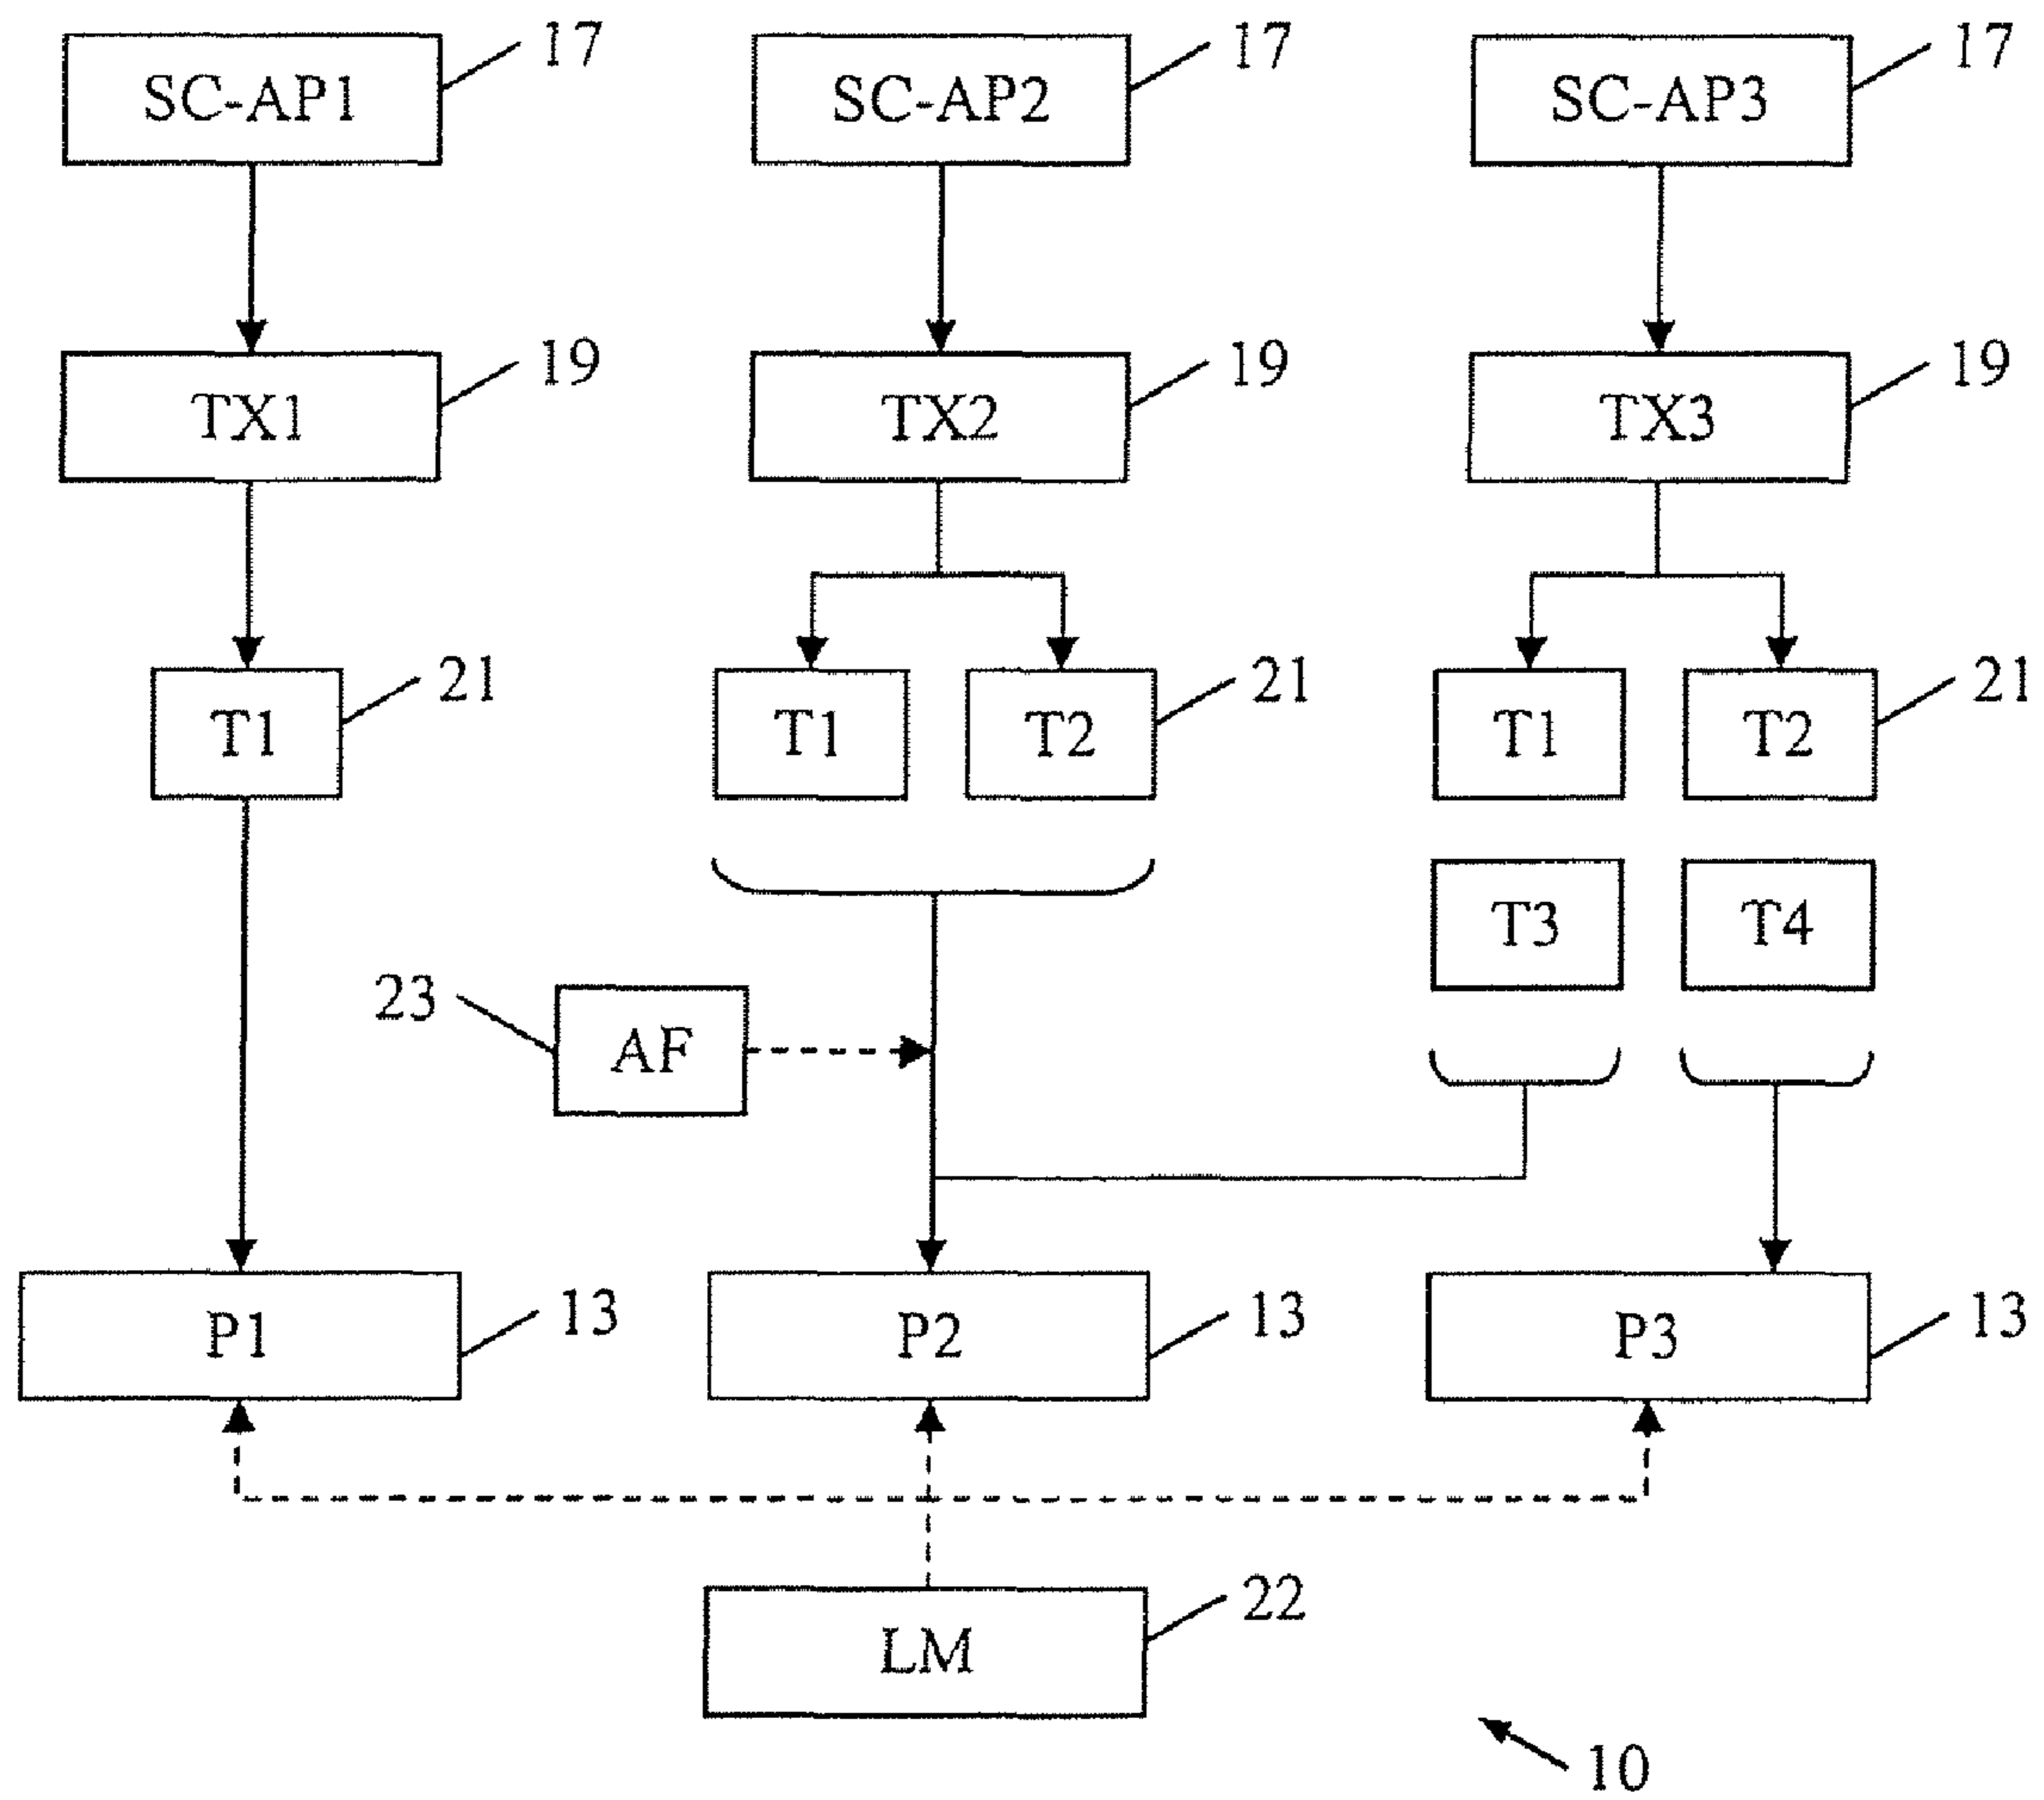 17 17 17
SC-AP1 SC-AP2 SC-AP3
19 19 19
TX1 TX2 TX3
21 21 21
T1 T1 T2 T1 T2
T3 T4
23
AF
13 13 13
P1 P2 P3
22
LM
10